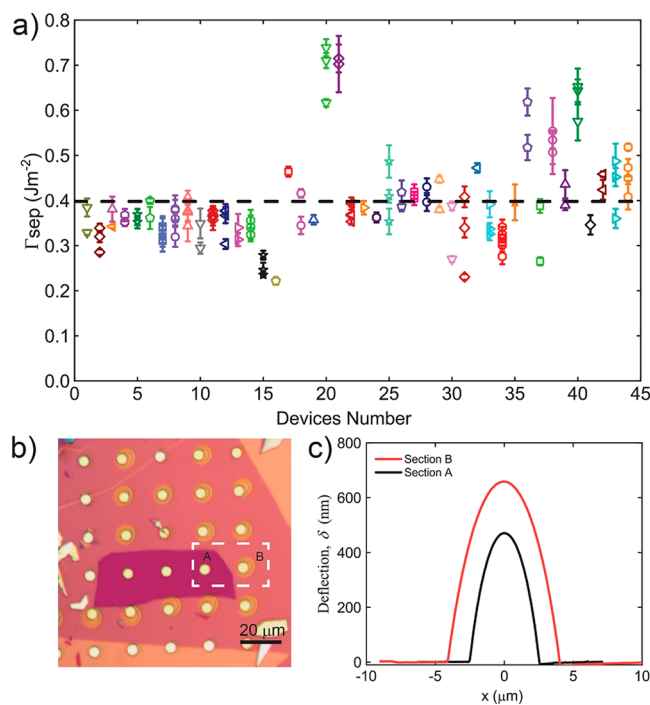 a)
Γsep (Jm⁻²)
0.8
0.7
0.6
0.5
0.4
0.3
0.2
0.1
0.0
0 5 10 15 20 25 30 35 40 45
Devices Number
b)
A B
20 μm
c)
Deflection, δ (nm)
800
600
400
200
0
Section B
Section A
-10 -5 0 5 10
x (μm)